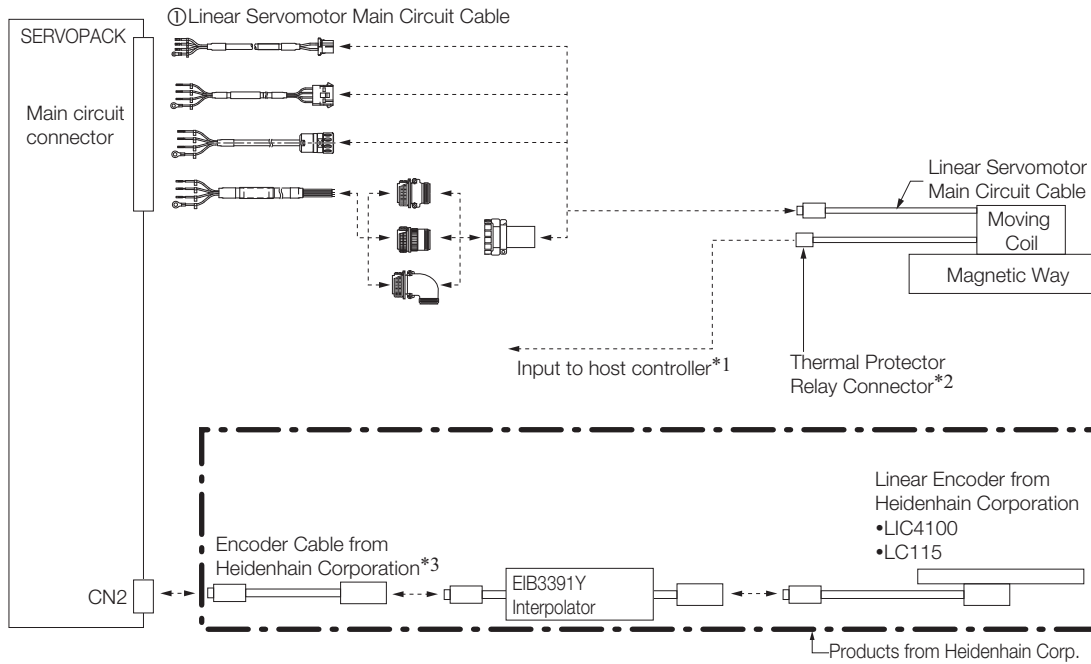 ①Linear Servomotor Main Circuit Cable
SERVOPACK
Main circuit
connector
Linear Servomotor
Main Circuit Cable
Moving
Coil
Magnetic Way
Input to host controller*1
Thermal Protector
Relay Connector*2
Linear Encoder from
Heidenhain Corporation
•LIC4100
•LC115
Encoder Cable from
Heidenhain Corporation*3
EIB3391Y
Interpolator
CN2
Products from Heidenhain Corp.